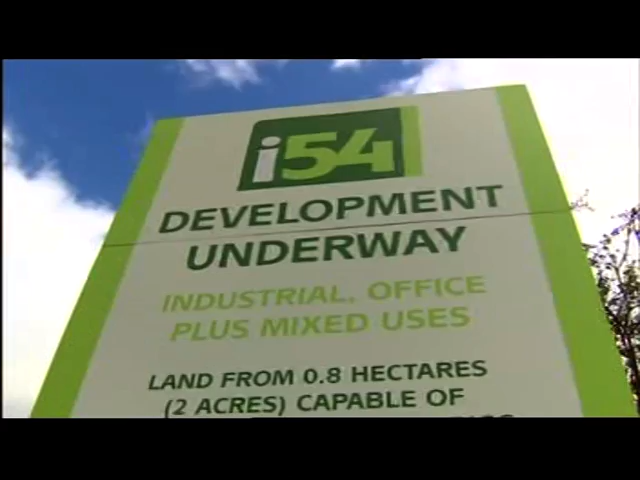 i54
DEVELOPMENT
UNDERWAY
INDUSTRIAL, OFFICE
PLUS MIXED USES
LAND FROM 0.8 HECTARES
(2 ACRES) CAPABLE OF